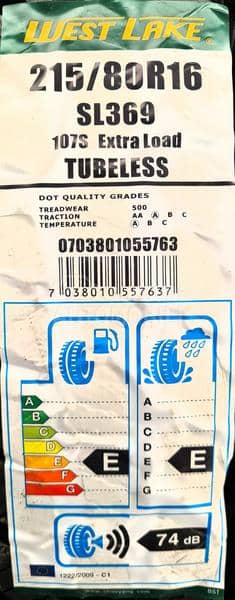 WEST LAKE®
215/80R16
SL369
107S Extra Load
TUBELESS
DOT QUALITY GRADES
TREADWEAR 500
TRACTION AA A B C
TEMPERATURE A B C
0703801055763
7 038010 557637
A
B
C
D
E
F
G
E
A
B
C
D
E
F
G
E
74 dB
1222/2009 - C1
BST